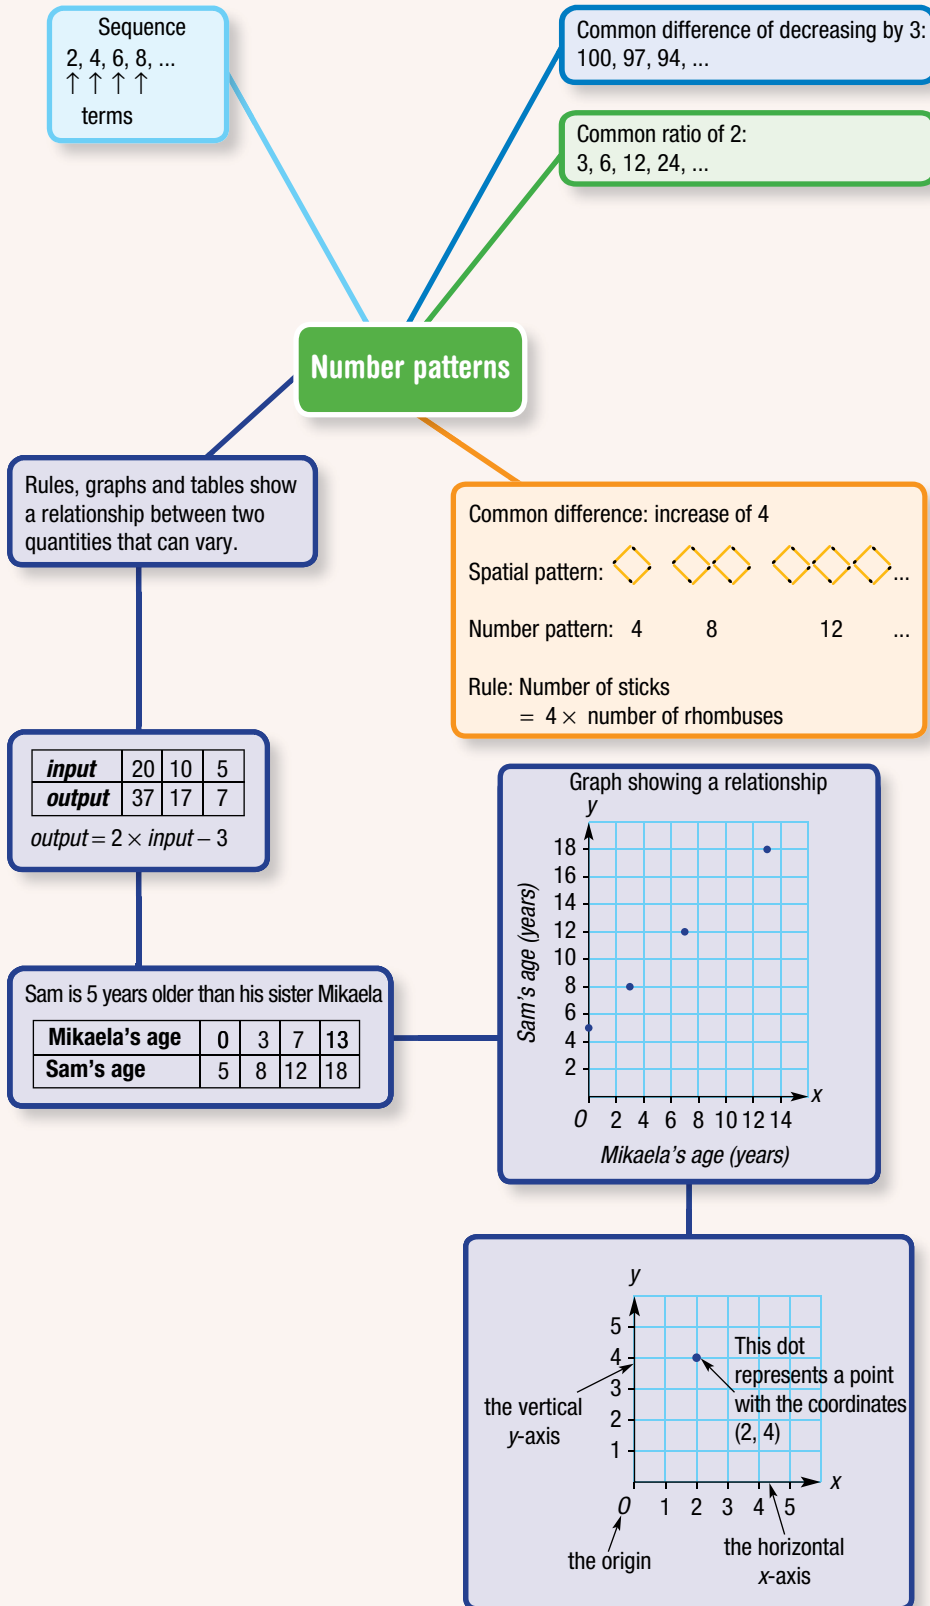 Sequence
2, 4, 6, 8, ...
↑ ↑ ↑ ↑
terms
Common difference of decreasing by 3:
100, 97, 94, ...
Common ratio of 2:
3, 6, 12, 24, ...
Number patterns
Rules, graphs and tables show
a relationship between two
quantities that can vary.
Common difference: increase of 4
Spatial pattern: ...
Number pattern: 4 8 12 ...
Rule: Number of sticks
= 4 × number of rhombuses
input 20 10 5
output 37 17 7
output = 2 × input − 3
Sam is 5 years older than his sister Mikaela
Mikaela's age 0 3 7 13
Sam's age 5 8 12 18
Graph showing a relationship
y
18
16
14
12
10
8
6
4
2
Sam's age (years)
x
0 2 4 6 8 10 12 14
Mikaela's age (years)
y
5
4
3
2
1
This dot
represents a point
with the coordinates
(2, 4)
the vertical
y-axis
x
0 1 2 3 4 5
the origin
the horizontal
x-axis